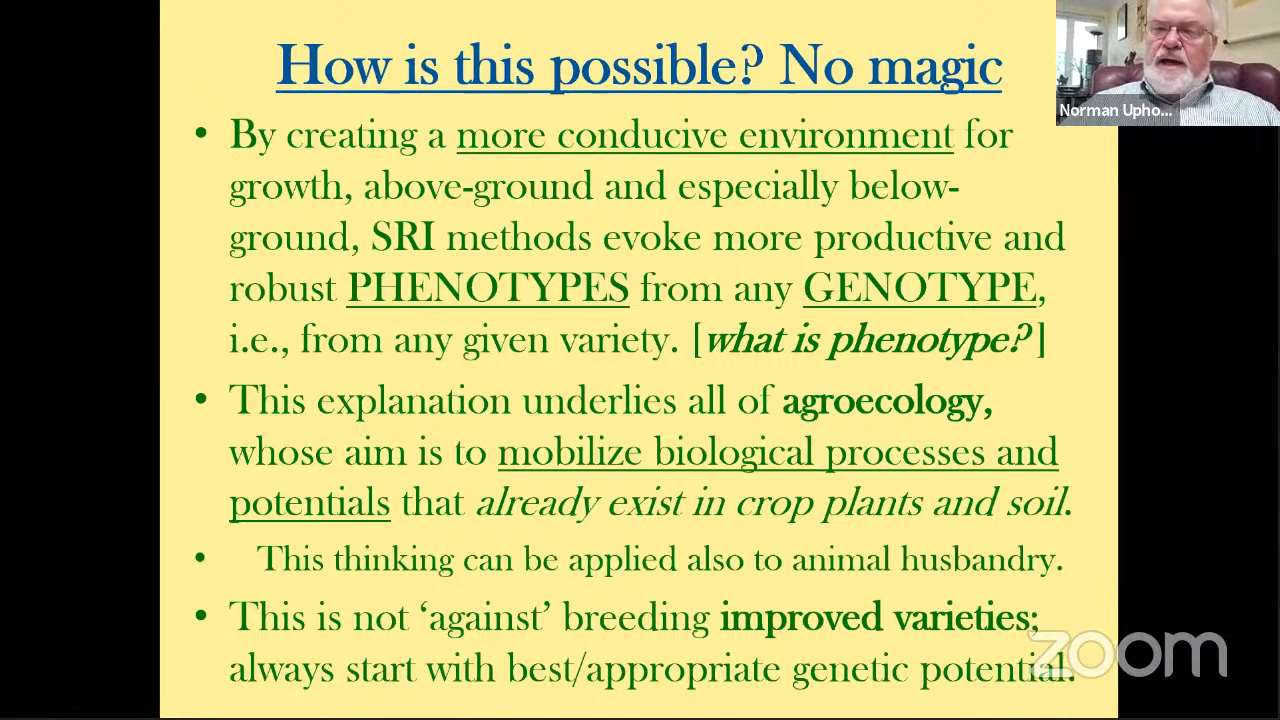 How is this possible? No magic
• By creating a more conducive environment for
growth, above-ground and especially below-
ground, SRI methods evoke more productive and
robust PHENOTYPES from any GENOTYPE,
i.e., from any given variety. [what is phenotype?]
• This explanation underlies all of agroecology,
whose aim is to mobilize biological processes and
potentials that already exist in crop plants and soil.
• This thinking can be applied also to animal husbandry.
• This is not ‘against’ breeding improved varieties;
always start with best/appropriate genetic potential.
Norman Upho...
zoom